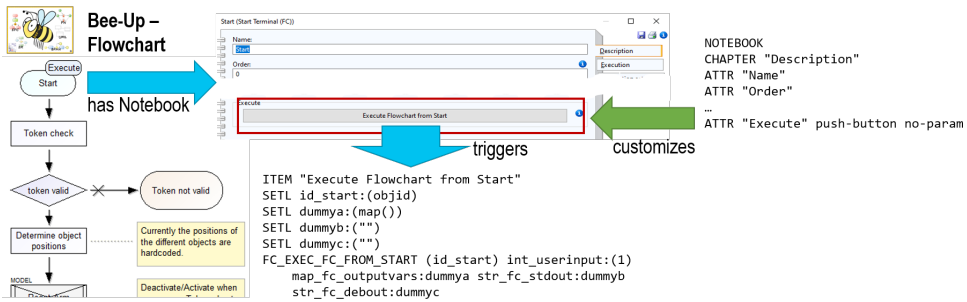 Bee-Up –
Flowchart
Execute
Start
Token check
token valid
Token not valid
Determine object
positions
Currently the positions of
the different objects are
hardcoded.
MODEL
Deactivate/Activate when
has Notebook
Start (Start Terminal (FC))
Name:
Start
Order:
0
Description
Execution
Execute
Execute Flowchart from Start
triggers
customizes
NOTEBOOK
CHAPTER "Description"
ATTR "Name"
ATTR "Order"
…
ATTR "Execute" push-button no-param
ITEM "Execute Flowchart from Start"
SETL id_start:(objid)
SETL dummya:(map())
SETL dummyb:("")
SETL dummyc:("")
FC_EXEC_FC_FROM_START (id_start) int_userinput:(1)
map_fc_outputvars:dummya str_fc_stdout:dummyb
str_fc_debout:dummyc